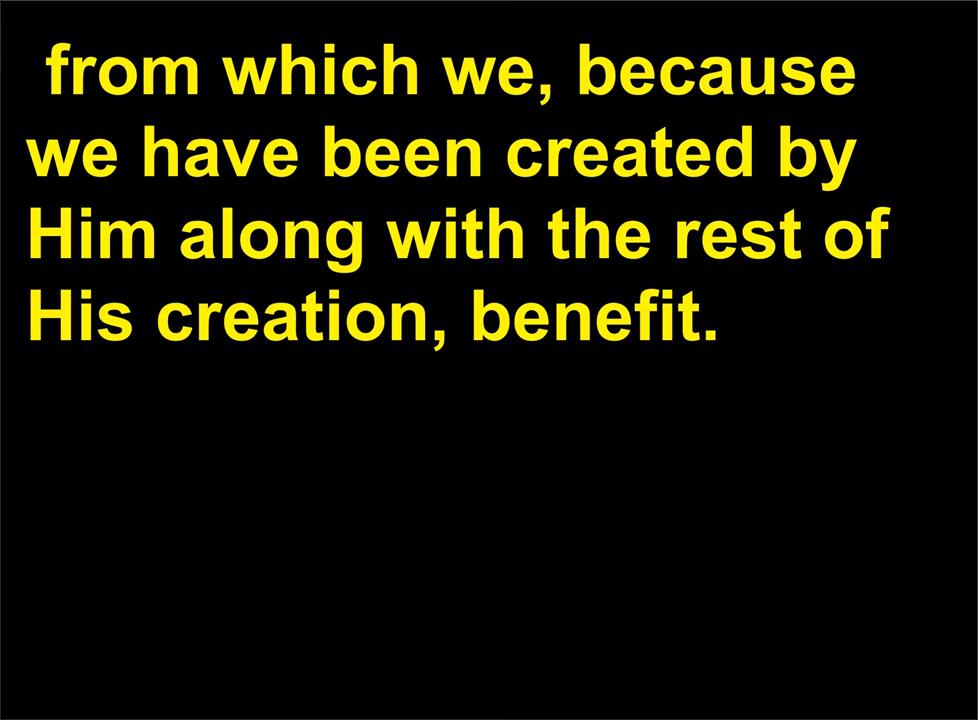 from which we, because
we have been created by
Him along with the rest of
His creation, benefit.